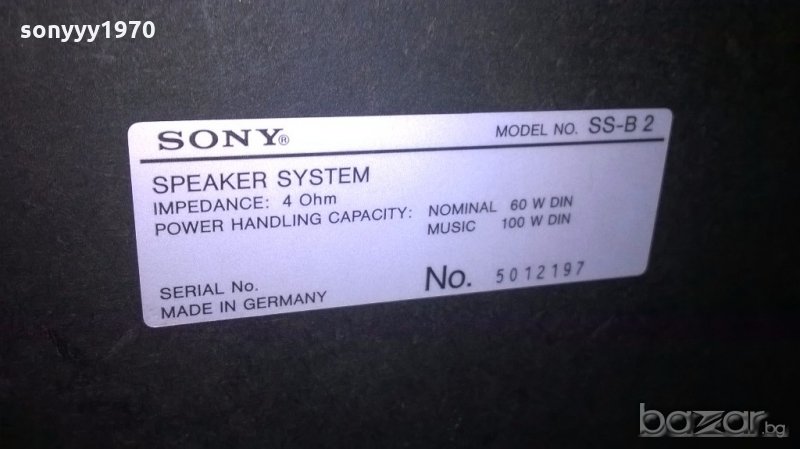 sonyyy1970
SONY® MODEL NO. SS-B 2
SPEAKER SYSTEM
IMPEDANCE: 4 Ohm
POWER HANDLING CAPACITY: NOMINAL 60 W DIN
MUSIC 100 W DIN
SERIAL No. No. 5012197
MADE IN GERMANY
bazar.bg